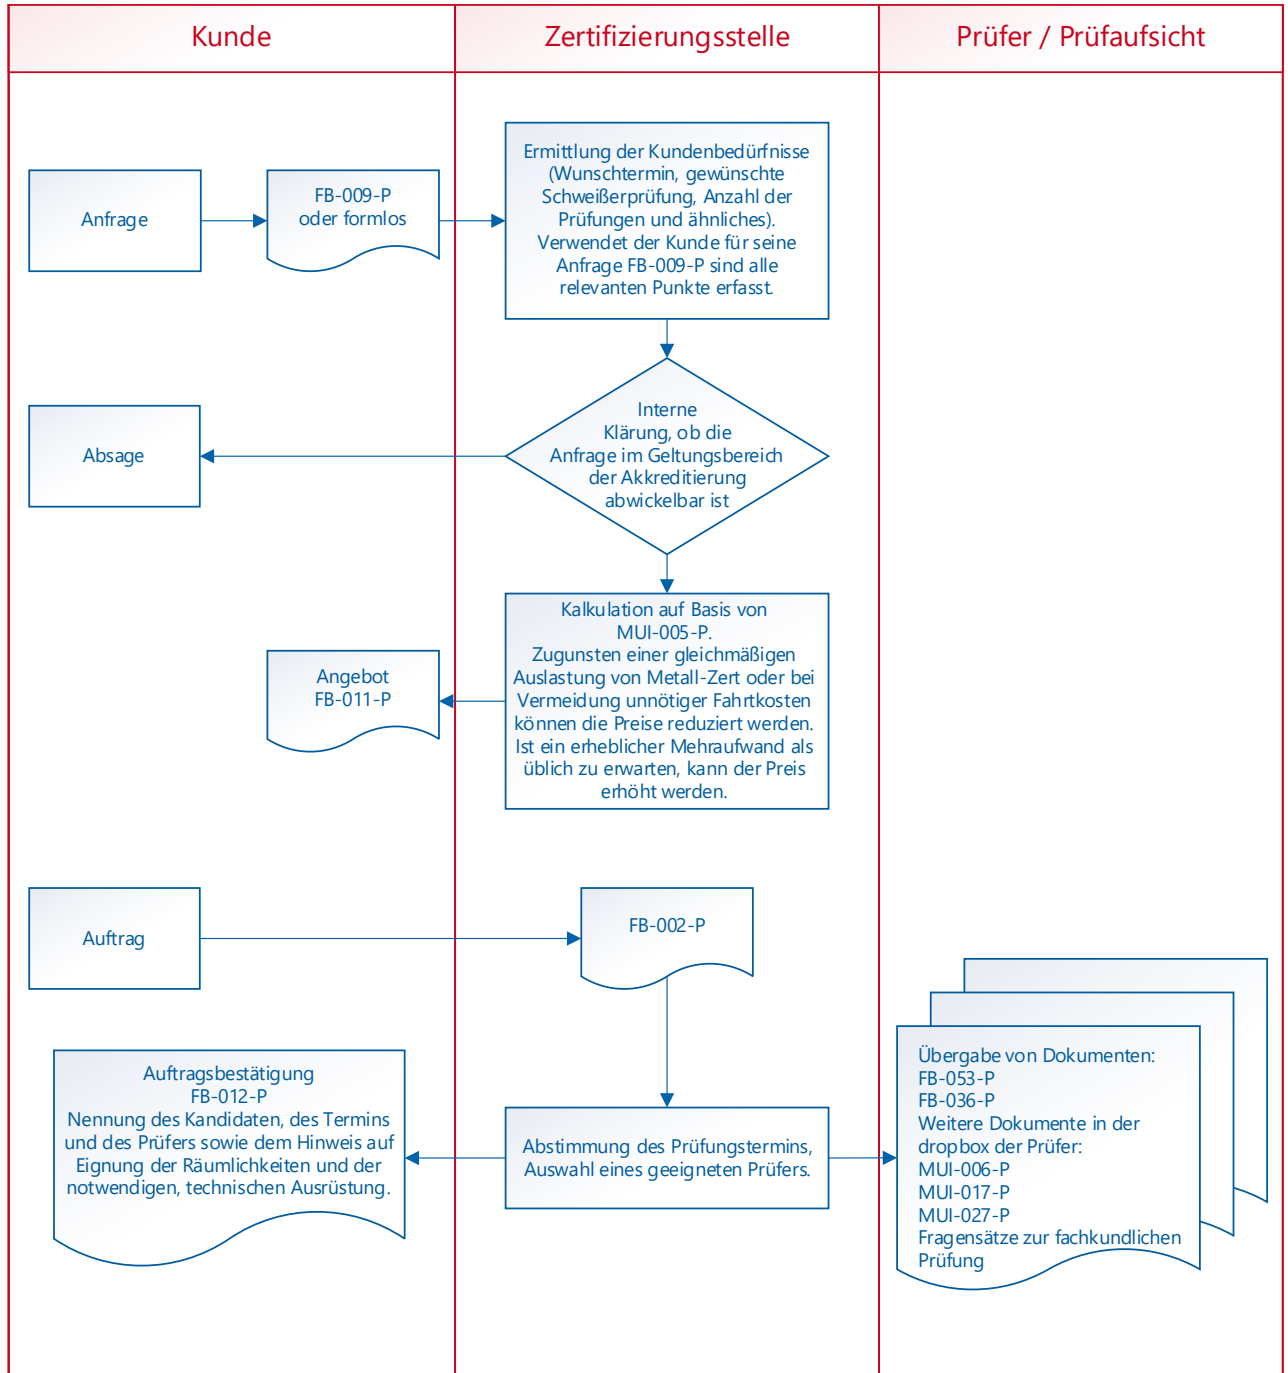 Kunde
Zertifizierungsstelle
Prüfer / Prüfaufsicht
Anfrage
FB-009-P
oder formlos
Ermittlung der Kundenbedürfnisse
(Wunschtermin, gewünschte
Schweißerprüfung, Anzahl der
Prüfungen und ähnliches).
Verwendet der Kunde für seine
Anfrage FB-009-P sind alle
relevanten Punkte erfasst.
Absage
Interne
Klärung, ob die
Anfrage im Geltungsbereich
der Akkreditierung
abwickelbar ist
Angebot
FB-011-P
Kalkulation auf Basis von
MUI-005-P.
Zugunsten einer gleichmäßigen
Auslastung von Metall-Zert oder bei
Vermeidung unnötiger Fahrtkosten
können die Preise reduziert werden.
Ist ein erheblicher Mehraufwand als
üblich zu erwarten, kann der Preis
erhöht werden.
Auftrag
FB-002-P
Auftragsbestätigung
FB-012-P
Nennung des Kandidaten, des Termins
und des Prüfers sowie dem Hinweis auf
Eignung der Räumlichkeiten und der
notwendigen, technischen Ausrüstung.
Abstimmung des Prüfungstermins,
Auswahl eines geeigneten Prüfers.
Übergabe von Dokumenten:
FB-053-P
FB-036-P
Weitere Dokumente in der
dropbox der Prüfer:
MUI-006-P
MUI-017-P
MUI-027-P
Fragensätze zur fachkundlichen
Prüfung